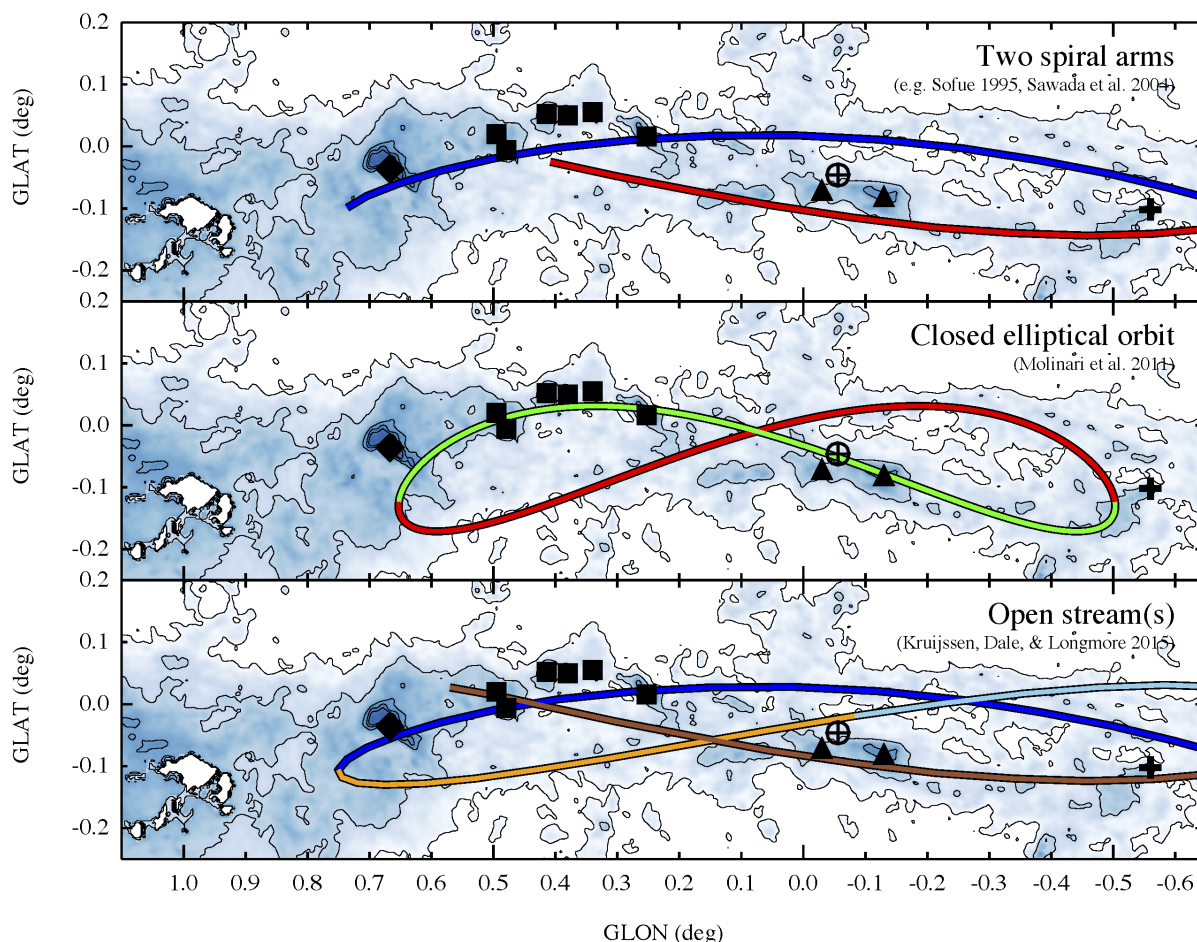 0.2
Two spiral arms
(e.g. Sofue 1995, Sawada et al. 2004)
0.1
0.0
-0.1
-0.2
GLAT (deg)
0.2
Closed elliptical orbit
(Molinari et al. 2011)
0.1
0.0
-0.1
-0.2
GLAT (deg)
0.2
Open stream(s)
(Kruijssen, Dale, & Longmore 2015)
0.1
0.0
-0.1
-0.2
GLAT (deg)
1.0 0.9 0.8 0.7 0.6 0.5 0.4 0.3 0.2 0.1 0.0 -0.1 -0.2 -0.3 -0.4 -0.5 -0.6
GLON (deg)